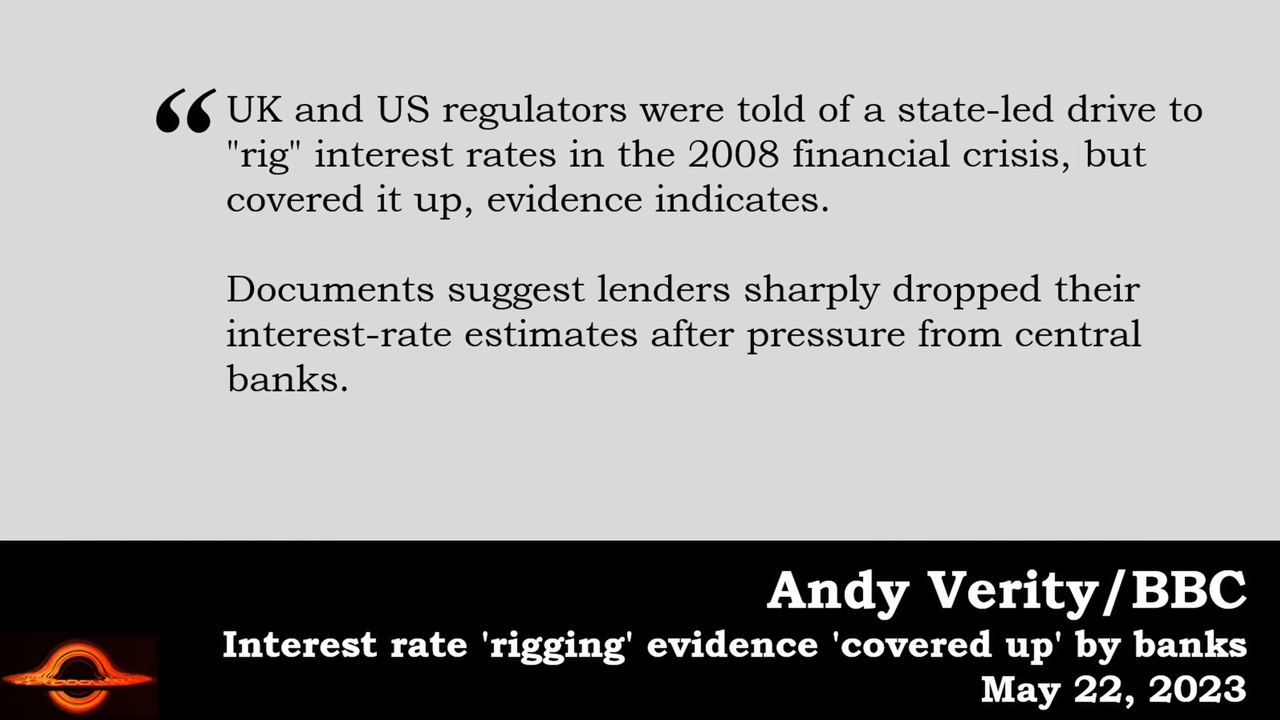 “ UK and US regulators were told of a state-led drive to
"rig" interest rates in the 2008 financial crisis, but
covered it up, evidence indicates.
Documents suggest lenders sharply dropped their
interest-rate estimates after pressure from central
banks.
Andy Verity/BBC
Interest rate 'rigging' evidence 'covered up' by banks
May 22, 2023